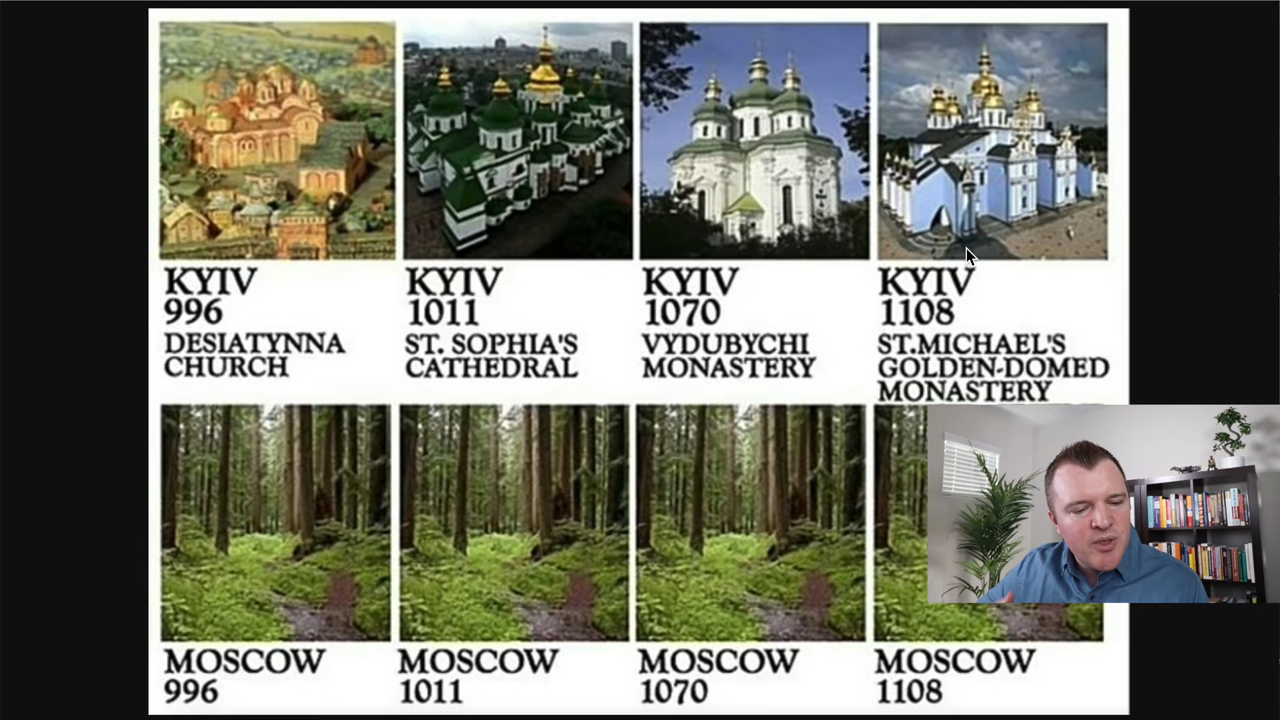 KYIV
996
DESIATYNNA
CHURCH
KYIV
1011
ST. SOPHIA'S
CATHEDRAL
KYIV
1070
VYDUBYCHI
MONASTERY
KYIV
1108
ST.MICHAEL'S
GOLDEN-DOMED
MONASTERY
MOSCOW
996
MOSCOW
1011
MOSCOW
1070
MOSCOW
1108